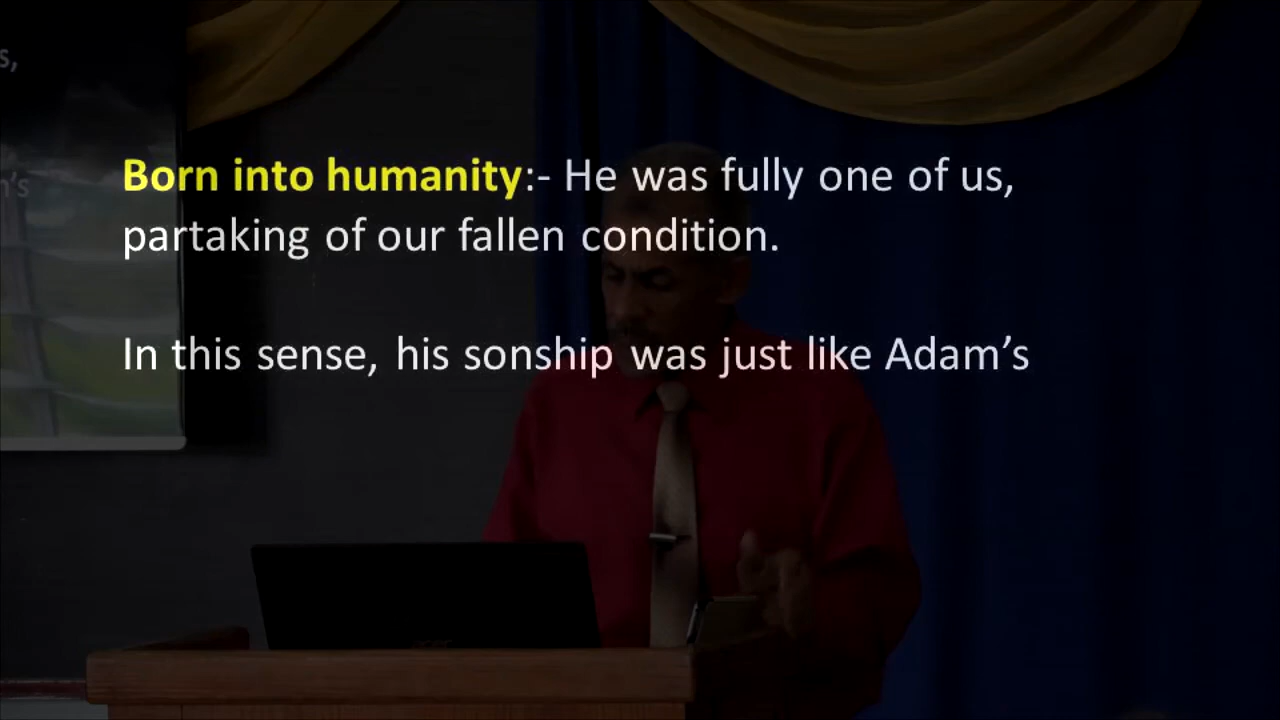 s,
's
Born into humanity:- He was fully one of us,
partaking of our fallen condition.
In this sense, his sonship was just like Adam’s